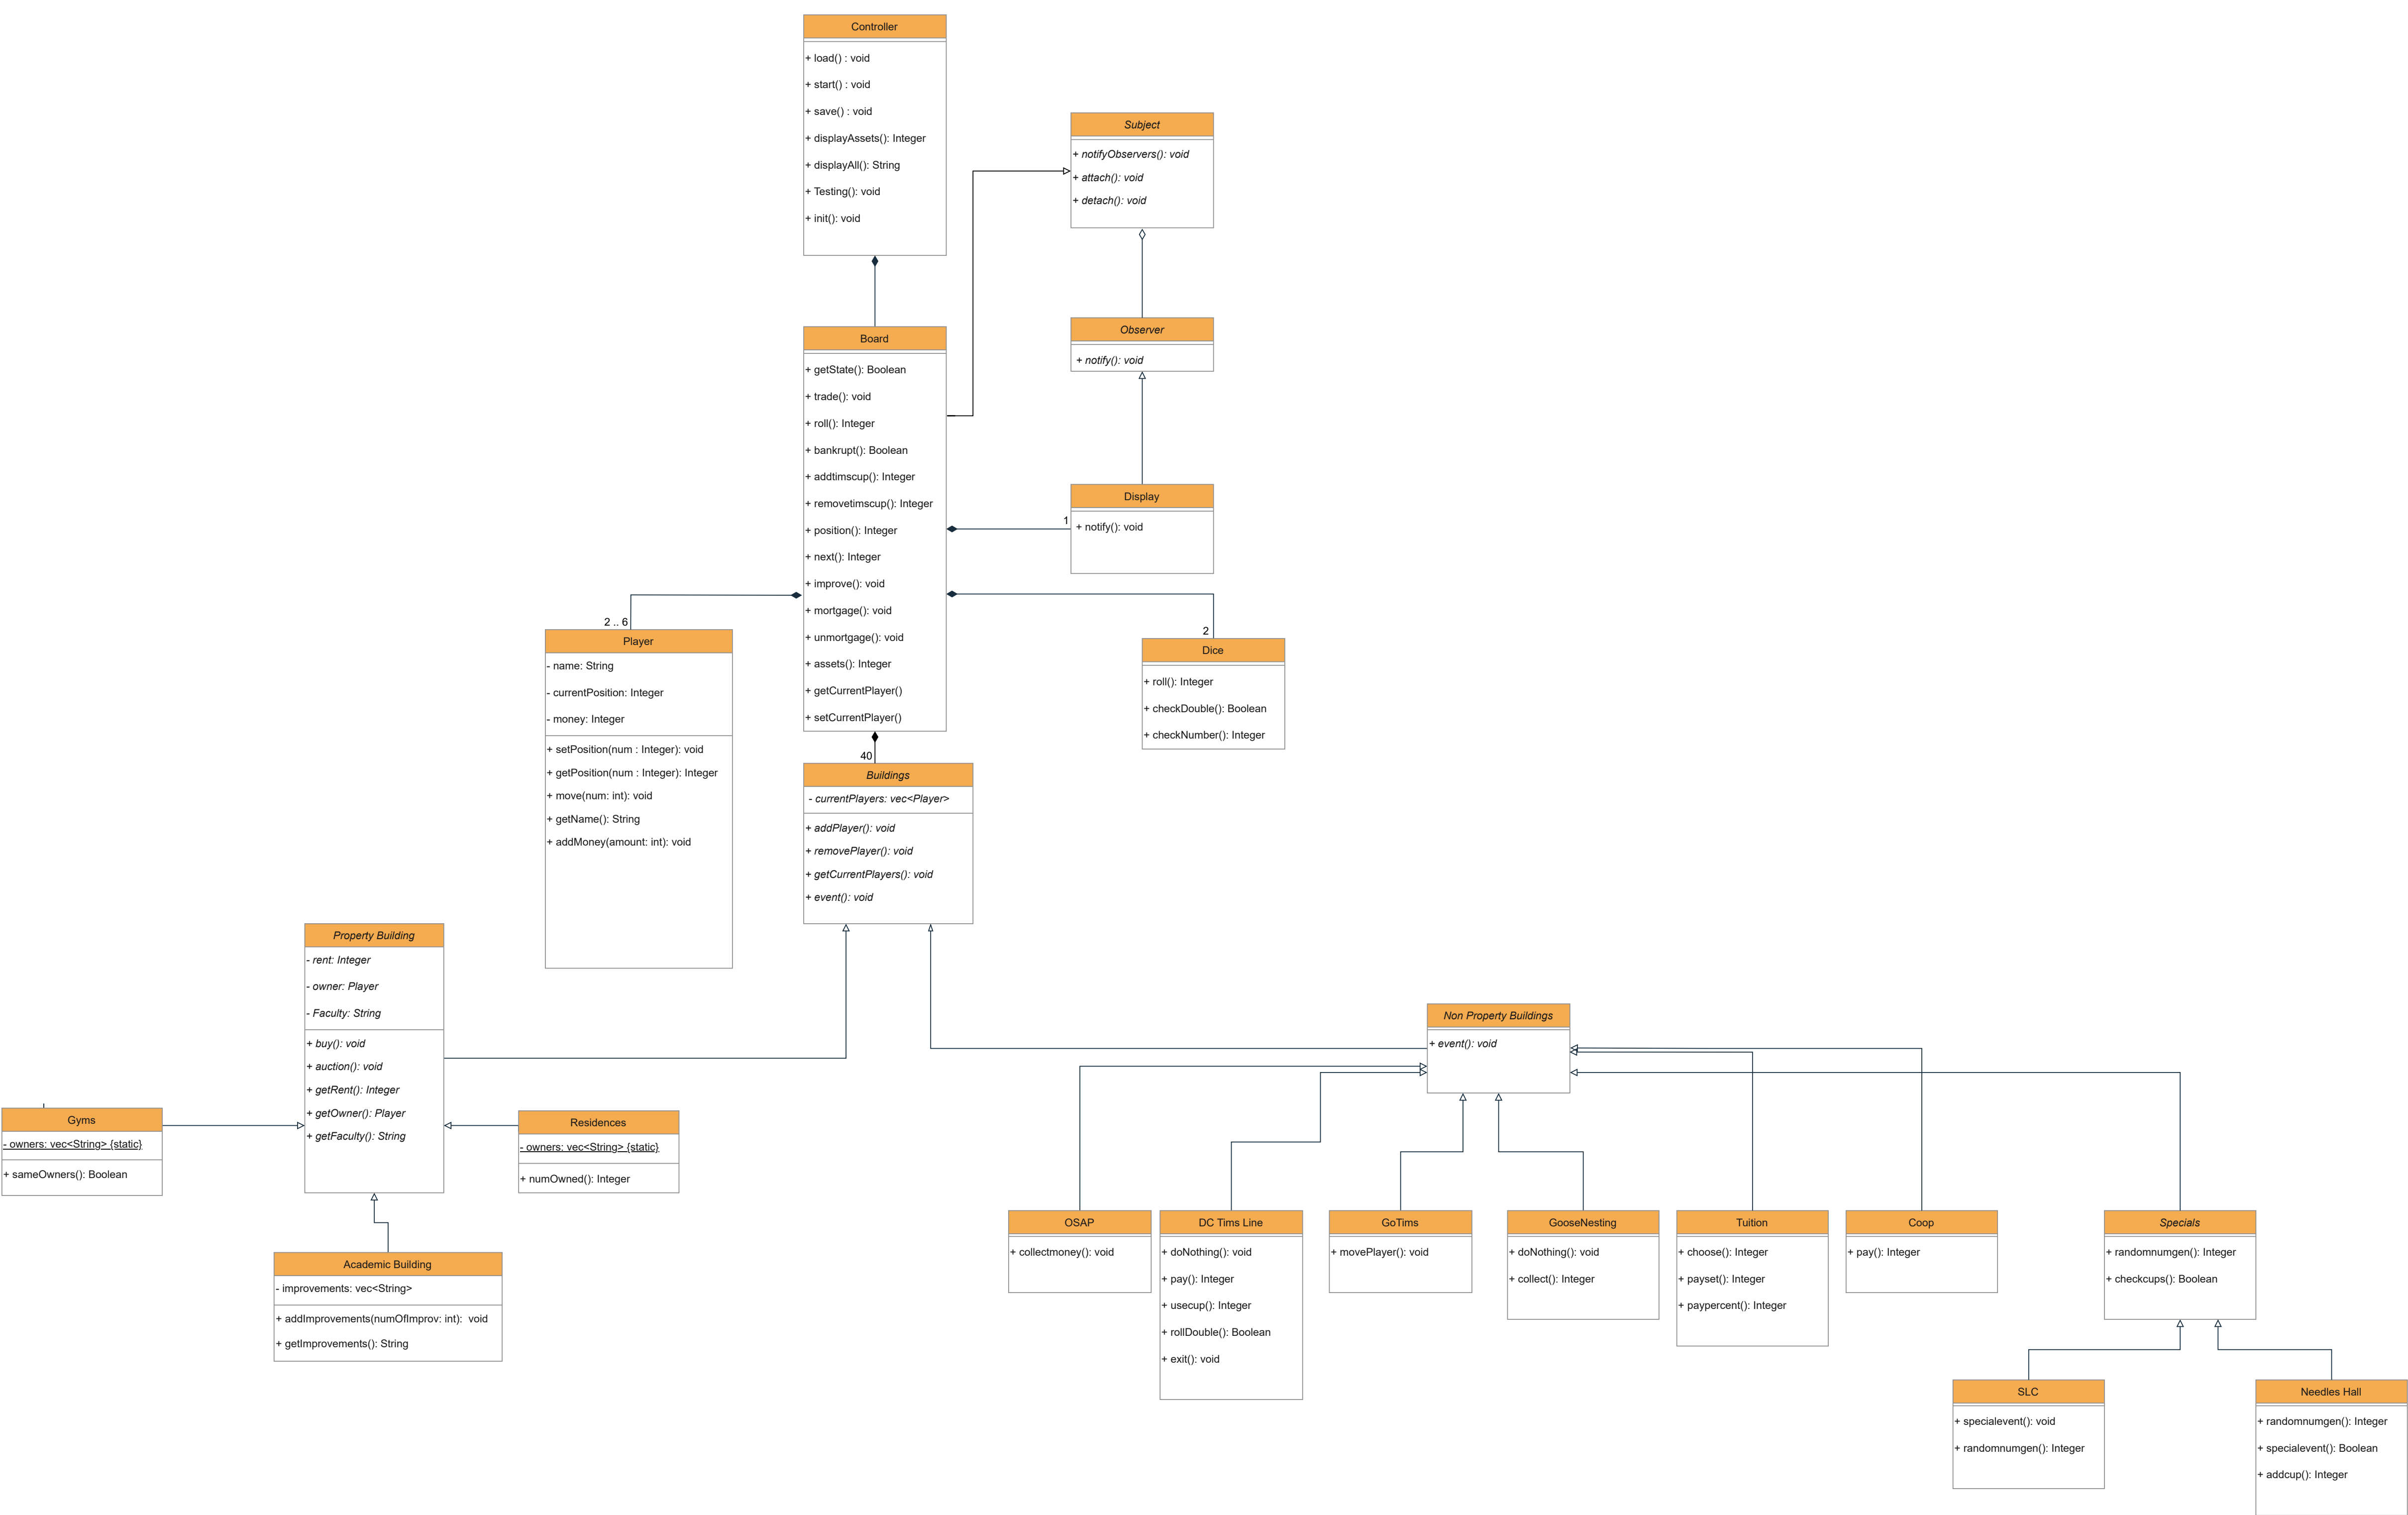 Controller
+ load() : void
+ start() : void
+ save() : void
+ displayAssets(): Integer
+ displayAll(): String
+ Testing(): void
+ init(): void
Subject
+ notifyObservers(): void
+ attach(): void
+ detach(): void
Observer
+ notify(): void
Board
+ getState(): Boolean
+ trade(): void
+ roll(): Integer
+ bankrupt(): Boolean
+ addtimscup(): Integer
+ removetimscup(): Integer
+ position(): Integer
+ next(): Integer
+ improve(): void
+ mortgage(): void
+ unmortgage(): void
+ assets(): Integer
+ getCurrentPlayer()
+ setCurrentPlayer()
Display
1
+ notify(): void
2 .. 6
Player
- name: String
- currentPosition: Integer
- money: Integer
+ setPosition(num : Integer): void
+ getPosition(num : Integer): Integer
+ move(num: int): void
+ getName(): String
+ addMoney(amount: int): void
2
Dice
+ roll(): Integer
+ checkDouble(): Boolean
+ checkNumber(): Integer
40
Buildings
- currentPlayers: vec<Player>
+ addPlayer(): void
+ removePlayer(): void
+ getCurrentPlayers(): void
+ event(): void
Property Building
- rent: Integer
- owner: Player
- Faculty: String
+ buy(): void
+ auction(): void
+ getRent(): Integer
+ getOwner(): Player
+ getFaculty(): String
Non Property Buildings
+ event(): void
Gyms
- owners: vec<String> {static}
+ sameOwners(): Boolean
Residences
- owners: vec<String> {static}
+ numOwned(): Integer
Academic Building
- improvements: vec<String>
+ addImprovements(numOfImprov: int):  void
+ getImprovements(): String
OSAP
+ collectmoney(): void
DC Tims Line
+ doNothing(): void
+ pay(): Integer
+ usecup(): Integer
+ rollDouble(): Boolean
+ exit(): void
GoTims
+ movePlayer(): void
GooseNesting
+ doNothing(): void
+ collect(): Integer
Tuition
+ choose(): Integer
+ payset(): Integer
+ paypercent(): Integer
Coop
+ pay(): Integer
Specials
+ randomnumgen(): Integer
+ checkcups(): Boolean
SLC
+ specialevent(): void
+ randomnumgen(): Integer
Needles Hall
+ randomnumgen(): Integer
+ specialevent(): Boolean
+ addcup(): Integer